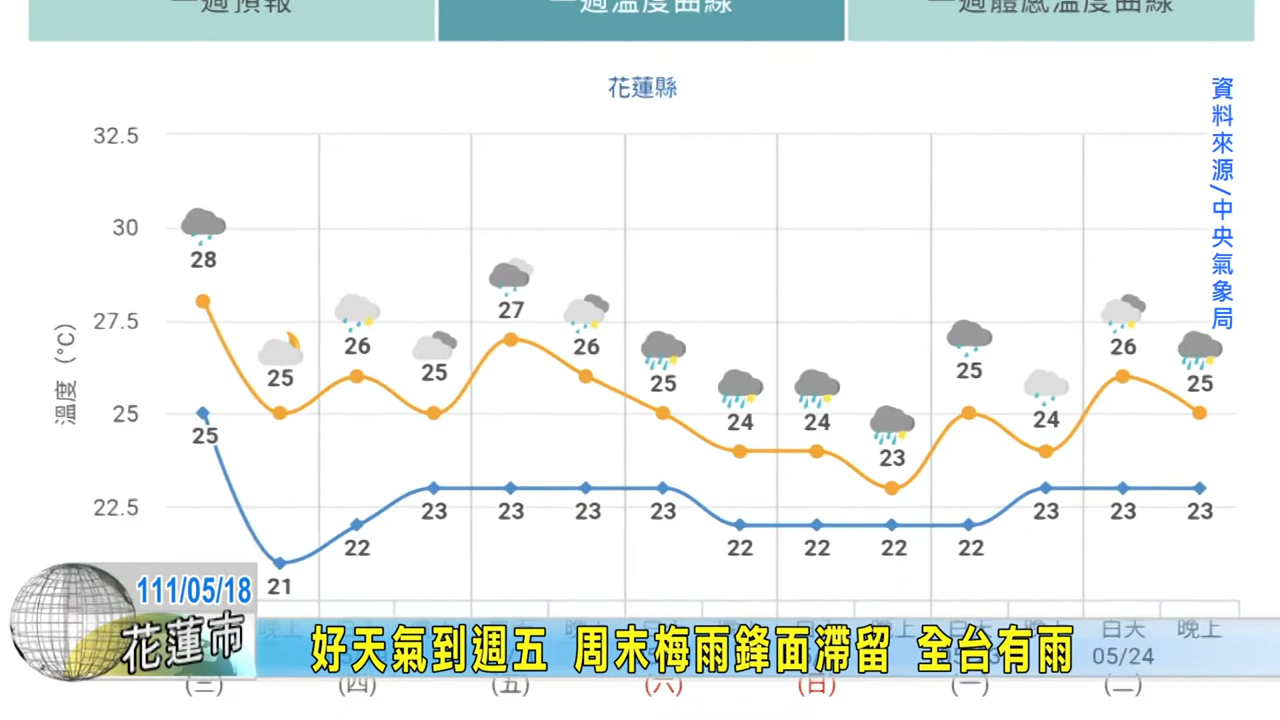 一週預報
一週溫度曲線
一週體感溫度曲線
花蓮縣
資料來源/中央氣象局
溫度 (°C)
32.5
30
27.5
25
22.5
28
25
26
25
27
26
25
24
24
23
25
24
26
25
25
21
22
23
23
23
23
22
22
22
22
23
23
23
111/05/18
花蓮市
好天氣到週五 周末梅雨鋒面滯留 全台有雨
晚上
白天
晚上
05/24
(三)
(四)
(五)
(六)
(日)
(一)
(二)